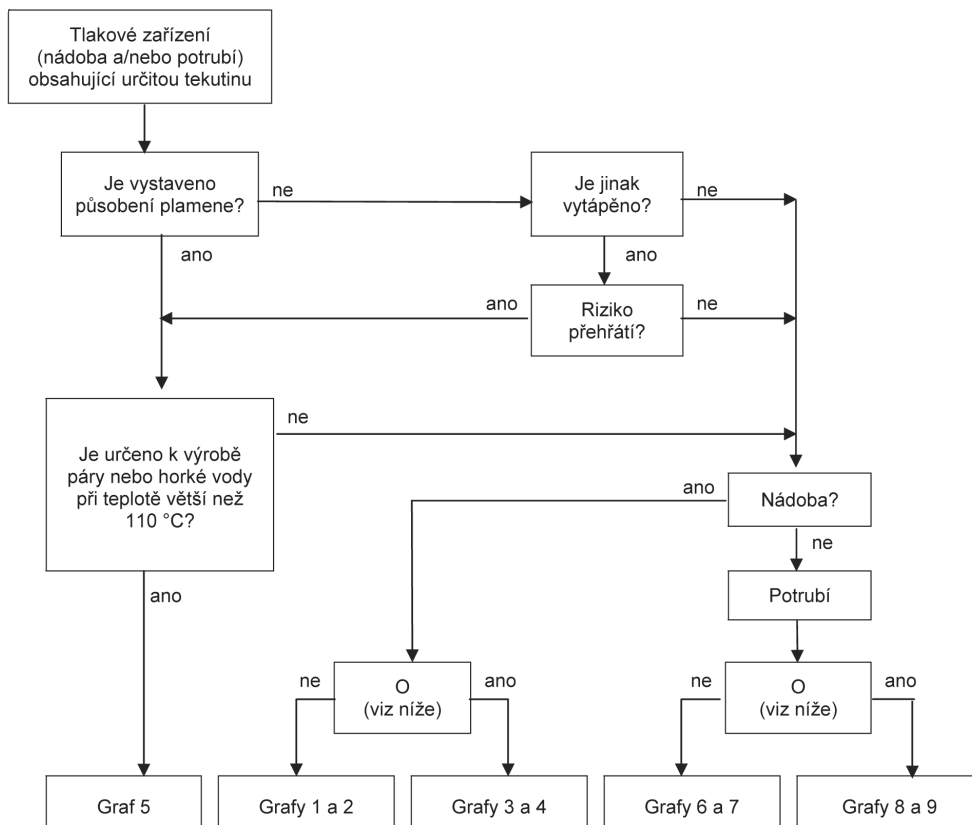 Tlakové zařízení
(nádoba a/nebo potrubí)
obsahující určitou tekutinu
Je vystaveno
působení plamene?
ne
Je jinak
vytápěno?
ne
ano
ano
ano
Riziko
přehřátí?
ne
Je určeno k výrobě
páry nebo horké vody
při teplotě větší než
110 °C?
ne
ano
Nádoba?
ne
ano
Potrubí
ne
O
(viz níže)
ano
ne
O
(viz níže)
ano
Graf 5
Grafy 1 a 2
Grafy 3 a 4
Grafy 6 a 7
Grafy 8 a 9